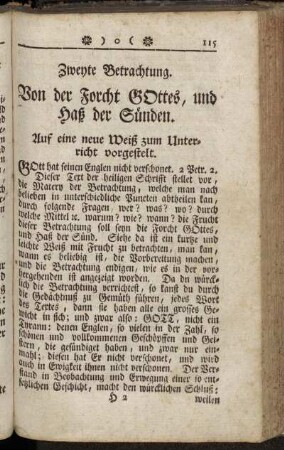 )o( 115
Zweyte Betrachtung.
Von der Forcht GOttes, und
Haß der Sünden.
Auf eine neue Weiß zum Unter-
richt vorgestelt.
GOtt hat seinen Englen nicht verschonet. 2 Petr. 2.
Dieser Text der heiligen Schrifft stellet vor,
die Matery der Betrachtung, welche man nach
belieben in unterschiedliche Puncten abtheilen kan,
durch folgende Fragen, wer? was? wo? durch
welche Mittel ꝛc. warum? wie? wann? die Frucht
dieser Betrachtung soll seyn die Forcht GOttes,
und Haß der Sünd. Siehe da ist ein kurtze und
leichte Weiß mit Frucht zu betrachten, man kan,
wann es beliebig ist, die Vorbereitung machen,
und die Betrachtung endigen, wie es in der vor-
hergehenden ist angezeigt worden. Da du würck-
lich die Betrachtung verrichtest, so kanst du durch
die Gedächtnuß zu Gemüth führen, jedes Wort
des Textes, dann sie haben alle ein grosses Ge-
wicht in sich: und zwar also: GOTT, nicht ein
Tyrann: denen Englen, so vielen in der Zahl, so
schönen und vollkommenen Geschöpffen und Gei-
stern, die gesündiget haben, und zwar nur ein-
mahl: diesen hat Er nicht verschonet, und wird
auch in Ewigkeit ihnen nicht verschonen. Der Ver-
stand in Beobachtung und Erwegung einer so ent-
setzlichen Geschicht, macht den würcklichen Schluß:
H 2 weilen